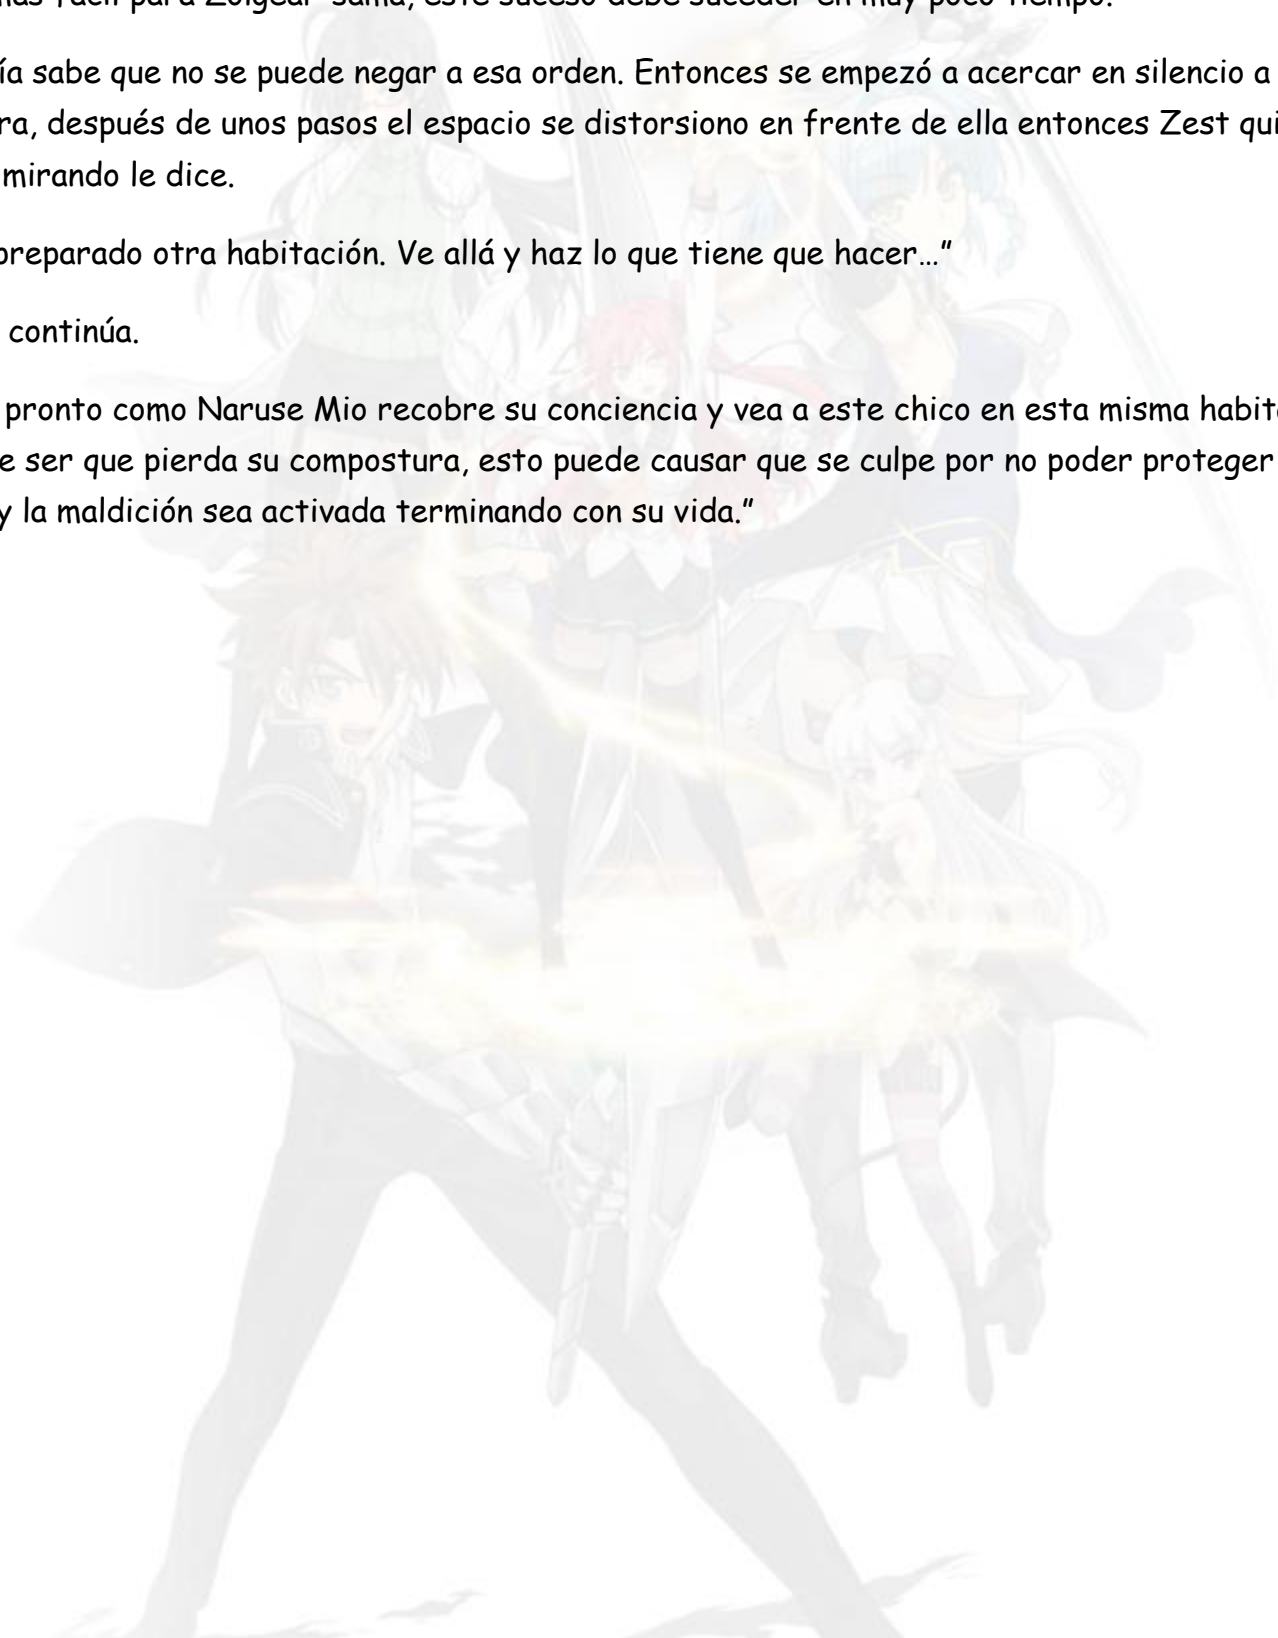 más fácil para Zolgear-sama, este suceso debe suceder en muy poco tiempo.
ía sabe que no se puede negar a esa orden. Entonces se empezó a acercar en silencio a
ra, después de unos pasos el espacio se distorsiono en frente de ella entonces Zest qui
mirando le dice.
preparado otra habitación. Ve allá y haz lo que tiene que hacer…”
continúa.
pronto como Naruse Mio recobre su conciencia y vea a este chico en esta misma habita
e ser que pierda su compostura, esto puede causar que se culpe por no poder proteger
y la maldición sea activada terminando con su vida.”